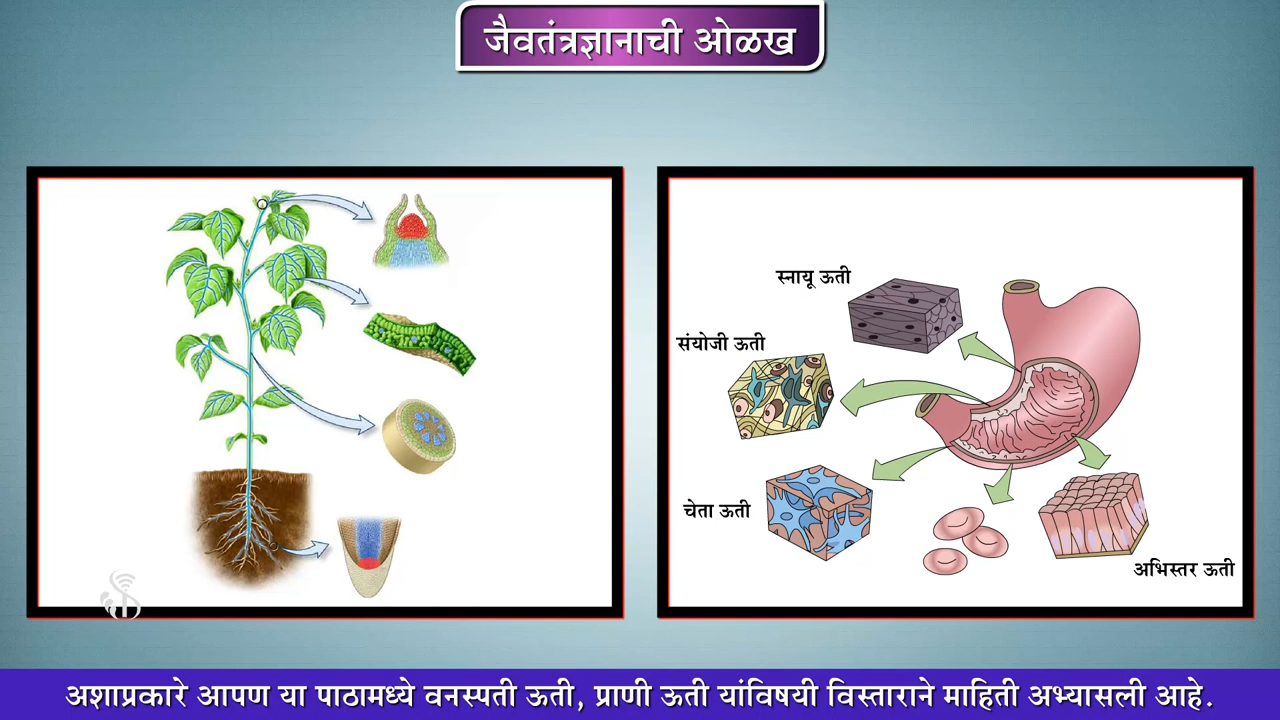 जैवतंत्रज्ञानाची ओळख
स्नायू ऊती
संयोजी ऊती
चेता ऊती
अभिस्तर ऊती
अशाप्रकारे आपण या पाठामध्ये वनस्पती ऊती, प्राणी ऊती यांविषयी विस्ताराने माहिती अभ्यासली आहे.